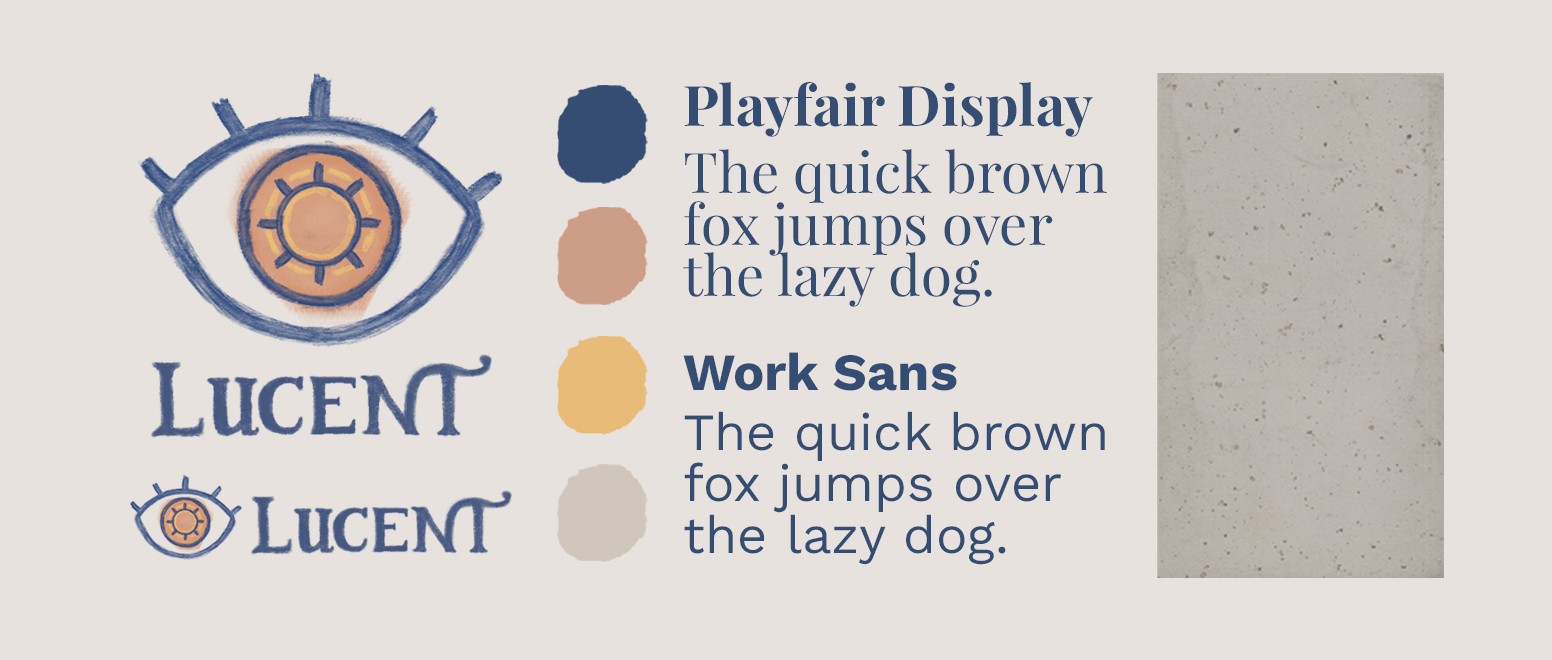 LUCENT
LUCENT
Playfair Display
The quick brown
fox jumps over
the lazy dog.
Work Sans
The quick brown
fox jumps over
the lazy dog.